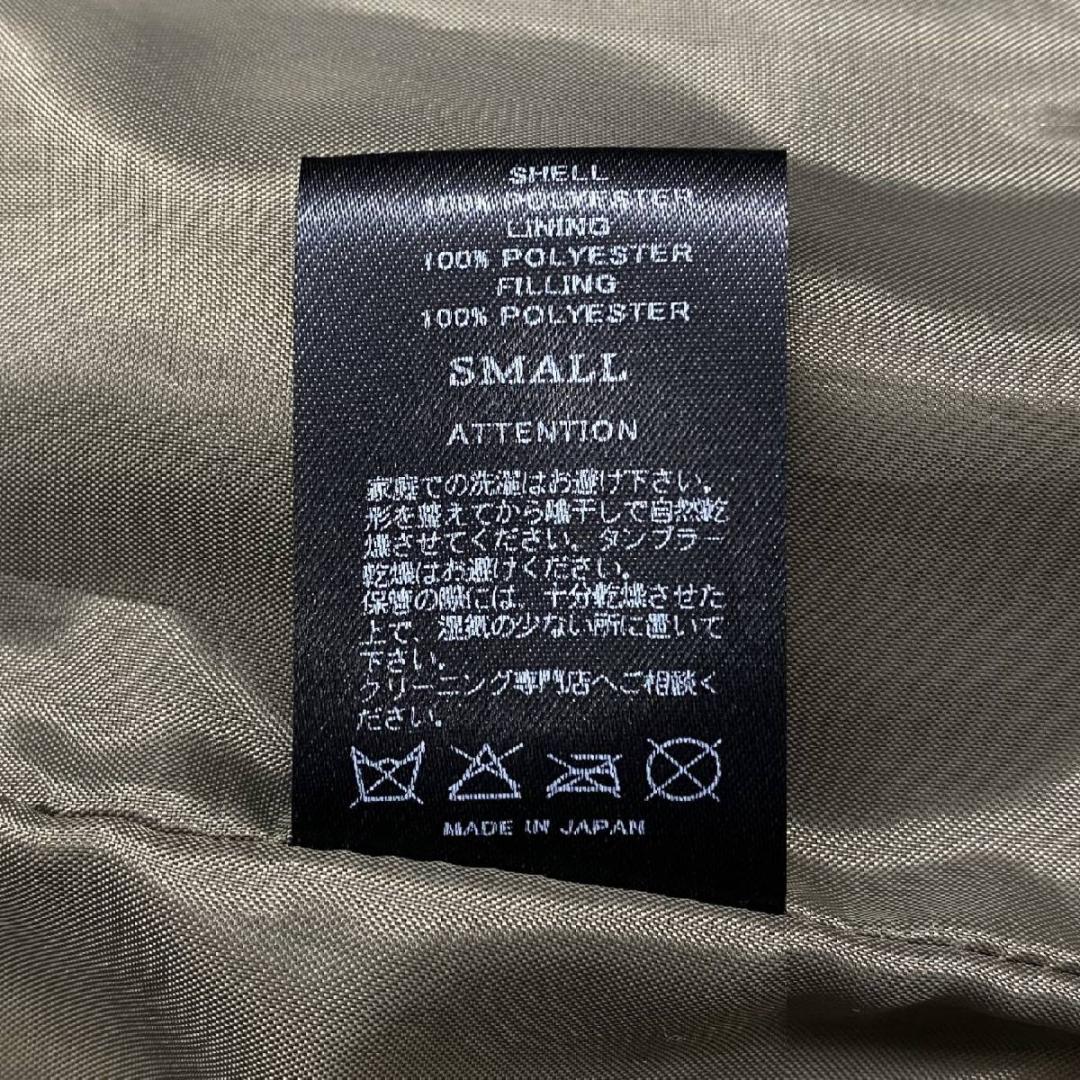 SHELL
100% POLYESTER
LINING
100% POLYESTER
FILLING
100% POLYESTER
SMALL
ATTENTION
家庭での洗濯はお避け下さい。
形を整えてから陰干しで自然乾
燥させてください。タンブラー
乾燥はお避けください。
保管の際には、十分乾燥させた
上で、湿気の少ない所に置いて
下さい。
クリーニング専門店へご相談く
ださい。
MADE IN JAPAN